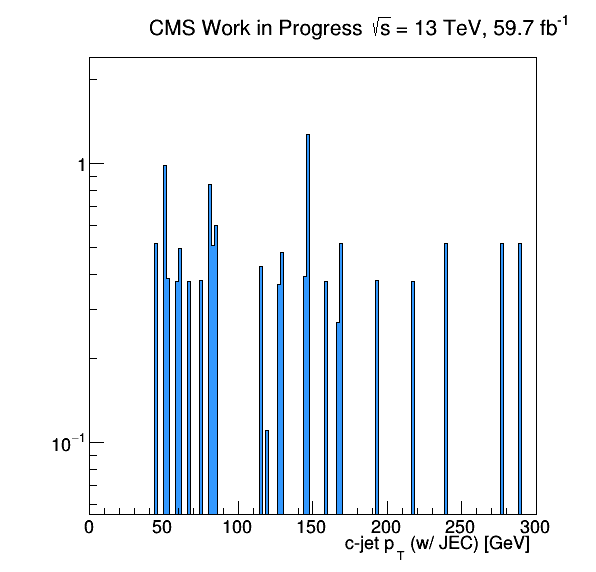 CMS Work in Progress √s = 13 TeV, 59.7 fb⁻¹
1
10⁻¹
0 50 100 150 200 250 300
c-jet p_T (w/ JEC) [GeV]